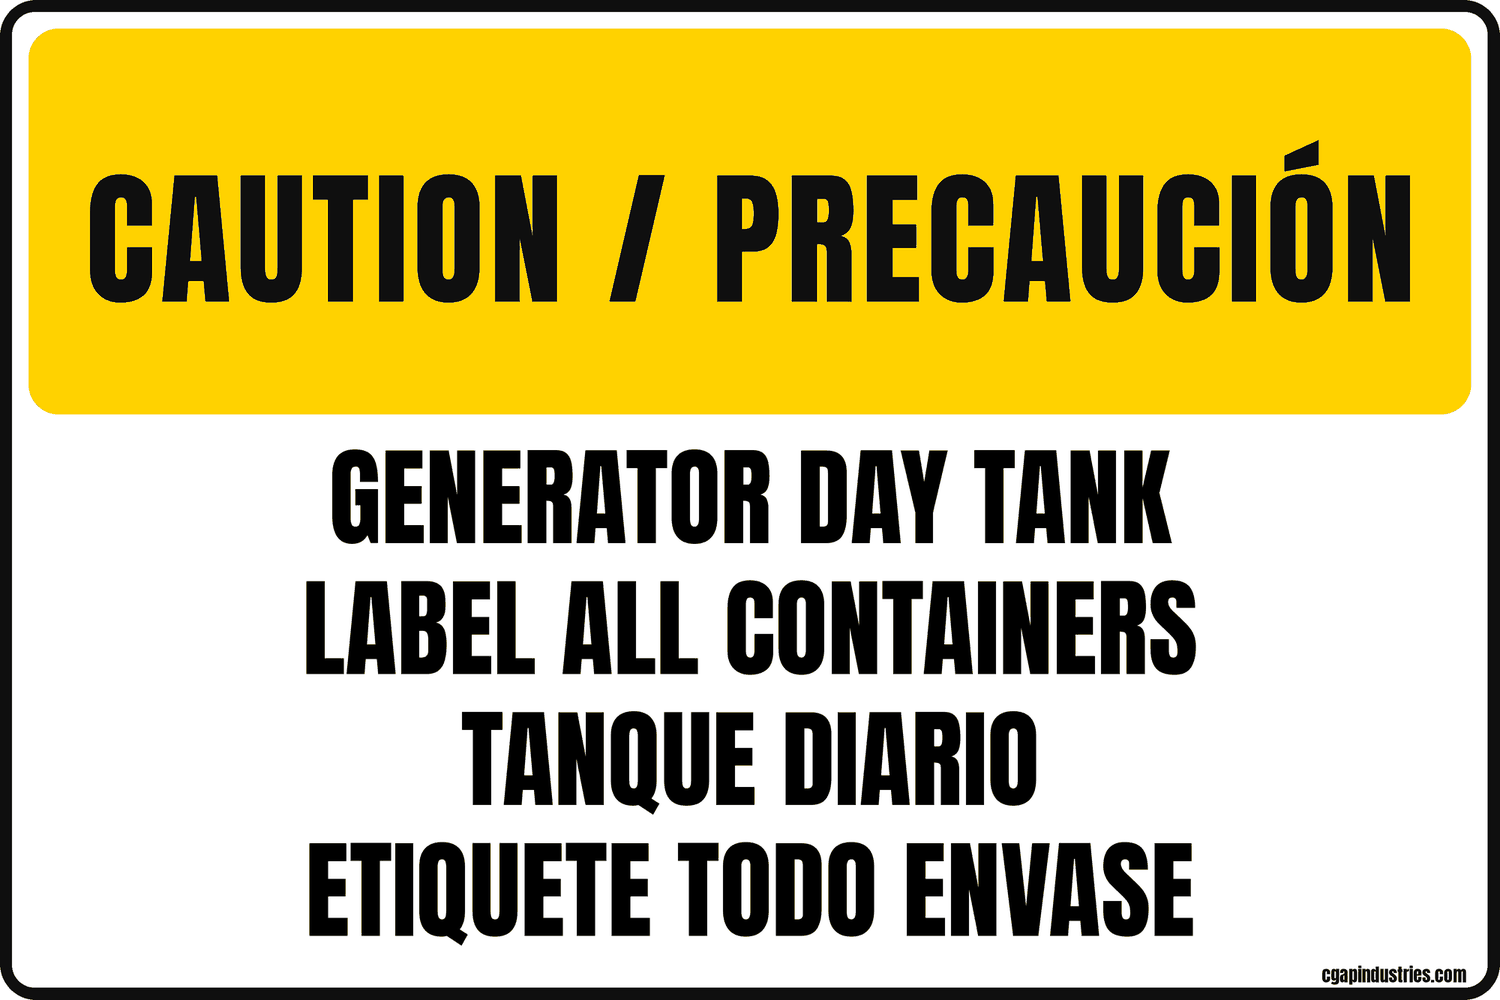 CAUTION / PRECAUCIÓN
GENERATOR DAY TANK
LABEL ALL CONTAINERS
TANQUE DIARIO
ETIQUETE TODO ENVASE
cgapindustries.com